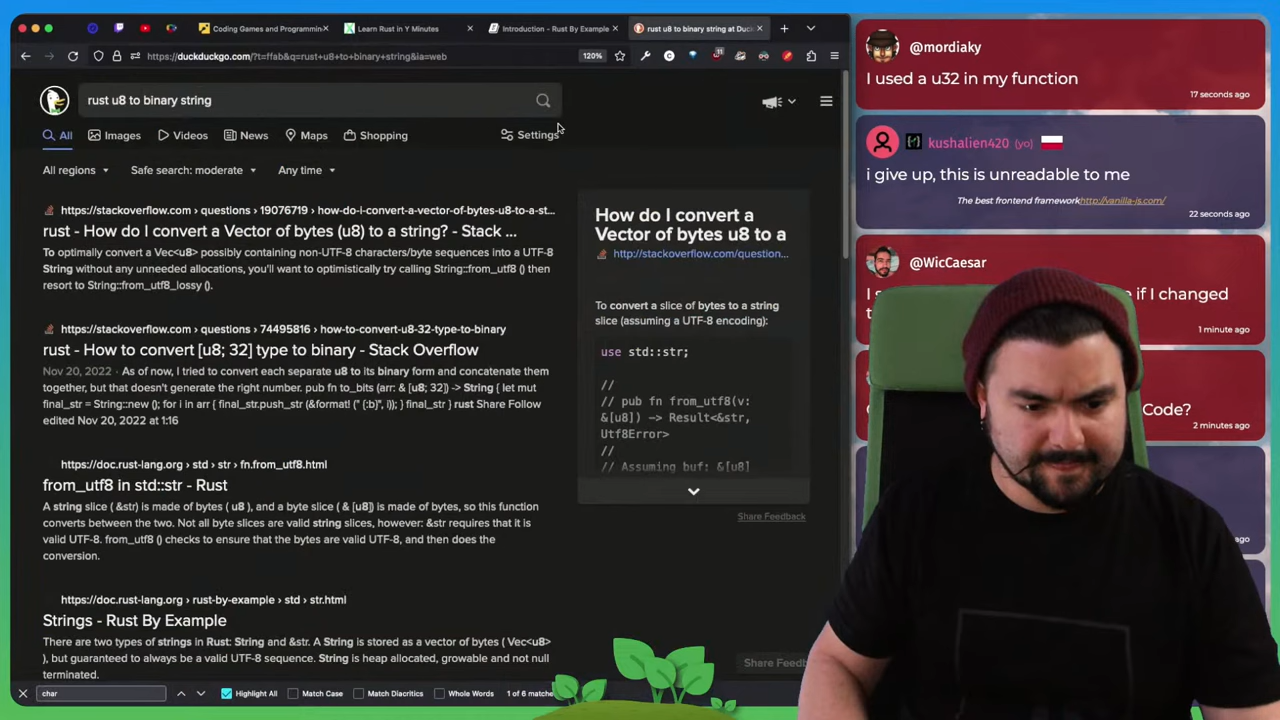 Coding Games and Programmin
Learn Rust in Y Minutes
Introduction - Rust By Example
rust u8 to binary string at Duck
https://duckduckgo.com/?t=ffab&q=rust+u8+to+binary+string&ia=web
120%
rust u8 to binary string
All
Images
Videos
News
Maps
Shopping
Settings
All regions
Safe search: moderate
Any time
https://stackoverflow.com › questions › 19076719 › how-do-i-convert-a-vector-of-bytes-u8-to-a-st...
rust - How do I convert a Vector of bytes (u8) to a string? - Stack ...
To optimally convert a Vec<u8> possibly containing non-UTF-8 characters/byte sequences into a UTF-8
String without any unneeded allocations, you'll want to optimistically try calling String::from_utf8 () then
resort to String::from_utf8_lossy ().
https://stackoverflow.com › questions › 74495816 › how-to-convert-u8-32-type-to-binary
rust - How to convert [u8; 32] type to binary - Stack Overflow
Nov 20, 2022 · As of now, I tried to convert each separate u8 to its binary form and concatenate them
together, but that doesn't generate the right number. pub fn to_bits (arr: & [u8; 32]) -> String { let mut
final_str = String::new (); for i in arr { final_str.push_str (&format! (" {:b}", i)); } final_str } rust Share Follow
edited Nov 20, 2022 at 1:16
https://doc.rust-lang.org › std › str › fn.from_utf8.html
from_utf8 in std::str - Rust
A string slice ( &str) is made of bytes ( u8 ), and a byte slice ( & [u8]) is made of bytes, so this function
converts between the two. Not all byte slices are valid string slices, however: &str requires that it is
valid UTF-8. from_utf8 () checks to ensure that the bytes are valid UTF-8, and then does the
conversion.
https://doc.rust-lang.org › rust-by-example › std › str.html
Strings - Rust By Example
There are two types of strings in Rust: String and &str. A String is stored as a vector of bytes ( Vec<u8>
), but guaranteed to always be a valid UTF-8 sequence. String is heap allocated, growable and not null
terminated.
How do I convert a
Vector of bytes u8 to a
http://stackoverflow.com/question...
To convert a slice of bytes to a string
slice (assuming a UTF-8 encoding):
use std::str;
//
// pub fn from_utf8(v:
&[u8]) -> Result<&str,
Utf8Error>
//
// Assuming buf: &[u8]
Share Feedback
Share Feedb
char
Highlight All
Match Case
Match Diacritics
Whole Words
1 of 6 matche
@mordiaky
I used a u32 in my function
17 seconds ago
kushalien420 (yo)
i give up, this is unreadable to me
The best frontend frameworkhttp://vanilla-js.com/
22 seconds ago
@WicCaesar
e if I changed
1 minute ago
Code?
2 minutes ago
ago